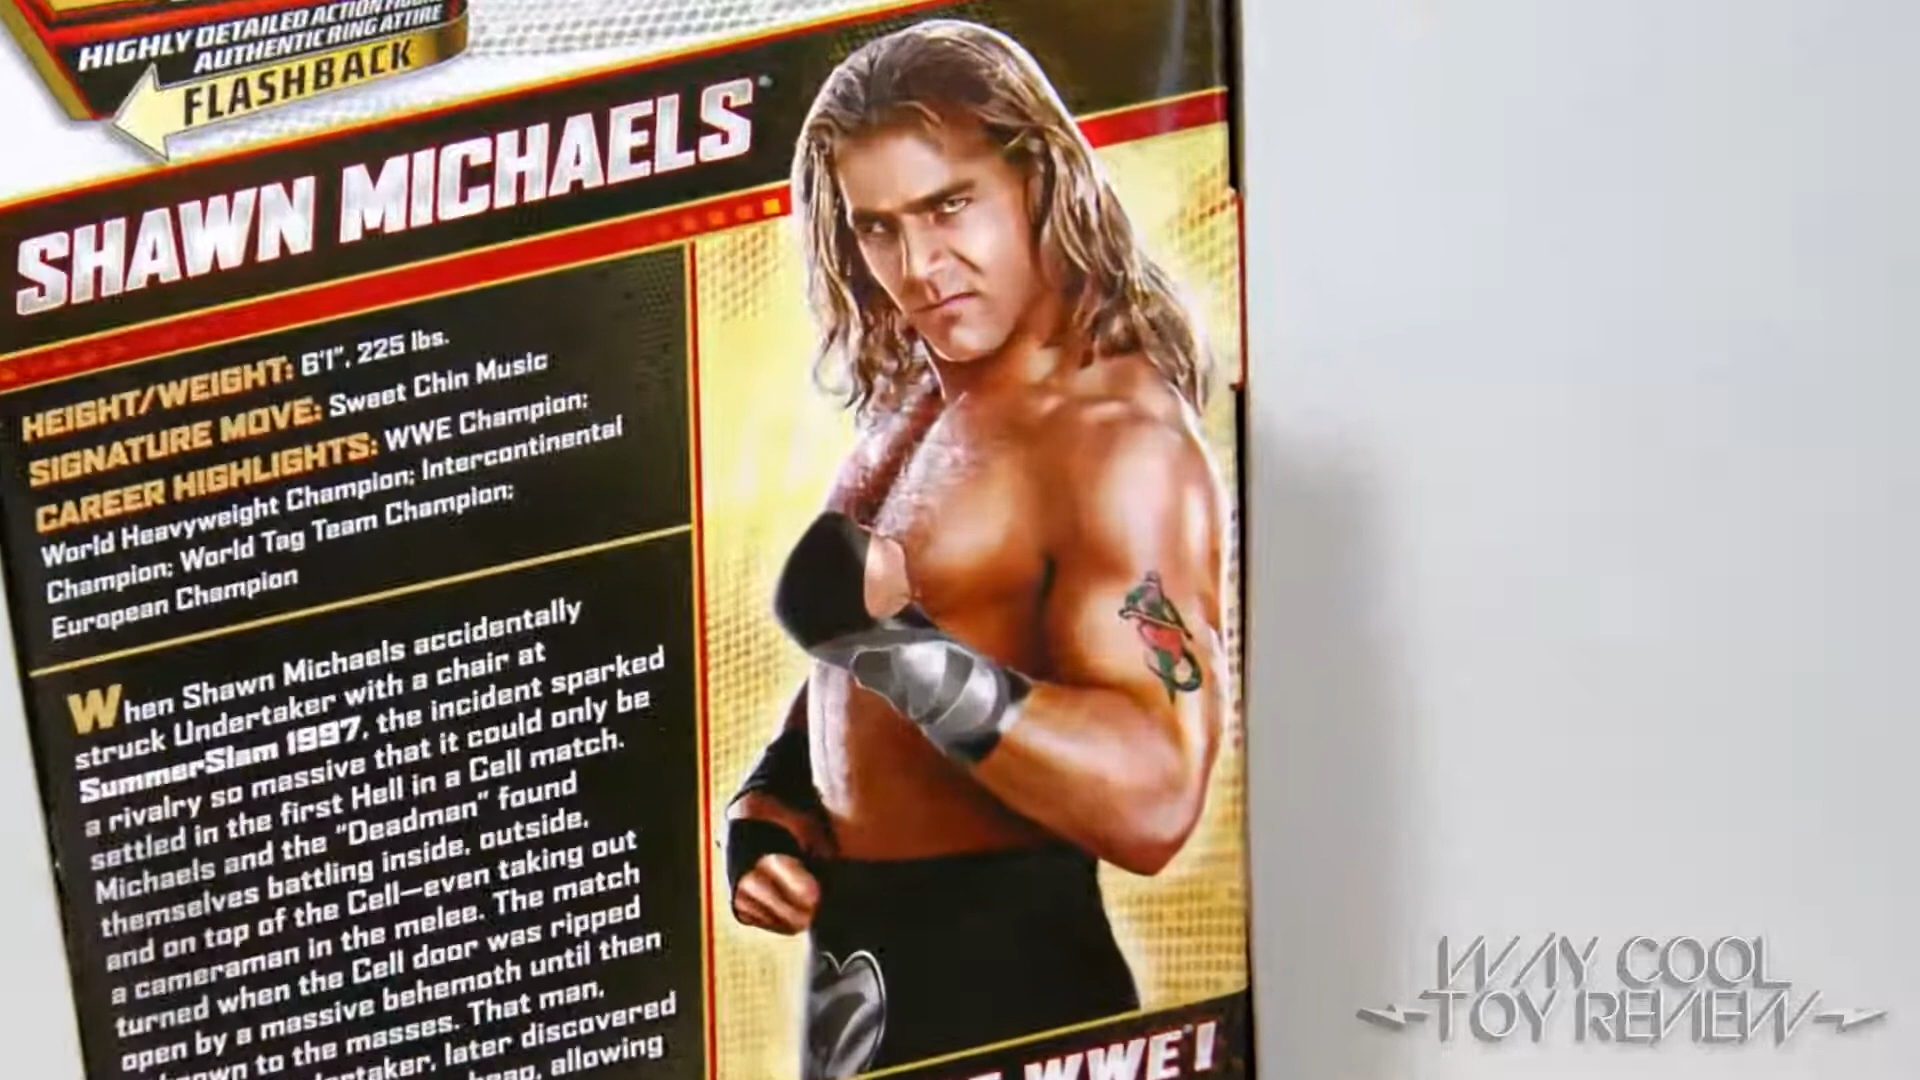 HIGHLY DETAILED ACTION
AUTHENTIC RING ATTIRE
FLASHBACK
SHAWN MICHAELS
HEIGHT/WEIGHT: 6'1", 225 lbs.
SIGNATURE MOVE: Sweet Chin Music
CAREER HIGHLIGHTS: WWE Champion;
World Heavyweight Champion; Intercontinental
Champion; World Tag Team Champion;
European Champion
When Shawn Michaels accidentally
struck Undertaker with a chair at
SummerSlam 1997, the incident sparked
a rivalry so massive that it could only be
settled in the first Hell in a Cell match.
Michaels and the "Deadman" found
themselves battling inside, outside,
and on top of the Cell—even taking out
a cameraman in the melee. The match
turned when the Cell door was ripped
open by a massive behemoth until then
to the masses. That man,
later discovered
allowing
WWE
WAY COOL
TOY REVIEW